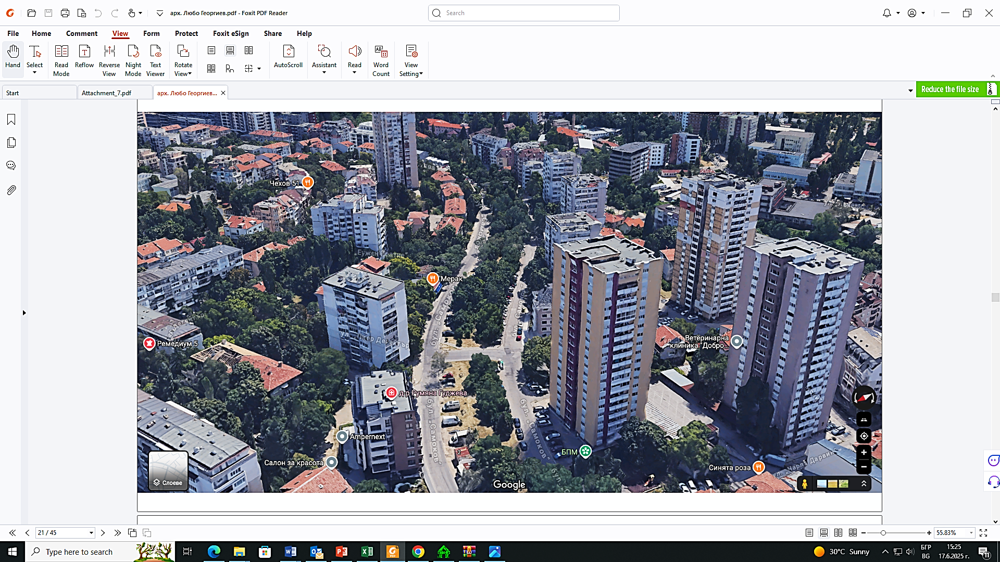 арх. Любо Георгиев.pdf - Foxit PDF Reader
Search
File
Home
Comment
View
Form
Protect
Foxit eSign
Share
Help
Hand
Select
Read Mode
Reflow
Reverse View
Night Mode
Text Viewer
Rotate View
AutoScroll
Assistant
Read
Word Count
View Setting
Start
Attachment_7.pdf
арх. Любо Георгиев...
Reduce the file size
Чехов 51
Мерак
бул. „Самоков"
Ремедиум 5
Ветеринарна
клиника "Добро...
д-р Румяна Гуджева
бул. „Самоков"
бул. „Самоков"
Ampernext
2
БПМ
Салон за красота
Синята роза
ул. „Чарлз Дарвин
Слоеве
Google
21 / 45
55.83%
Type here to search
30°C Sunny
БГР
BG
15:25
17.6.2025 г.
11